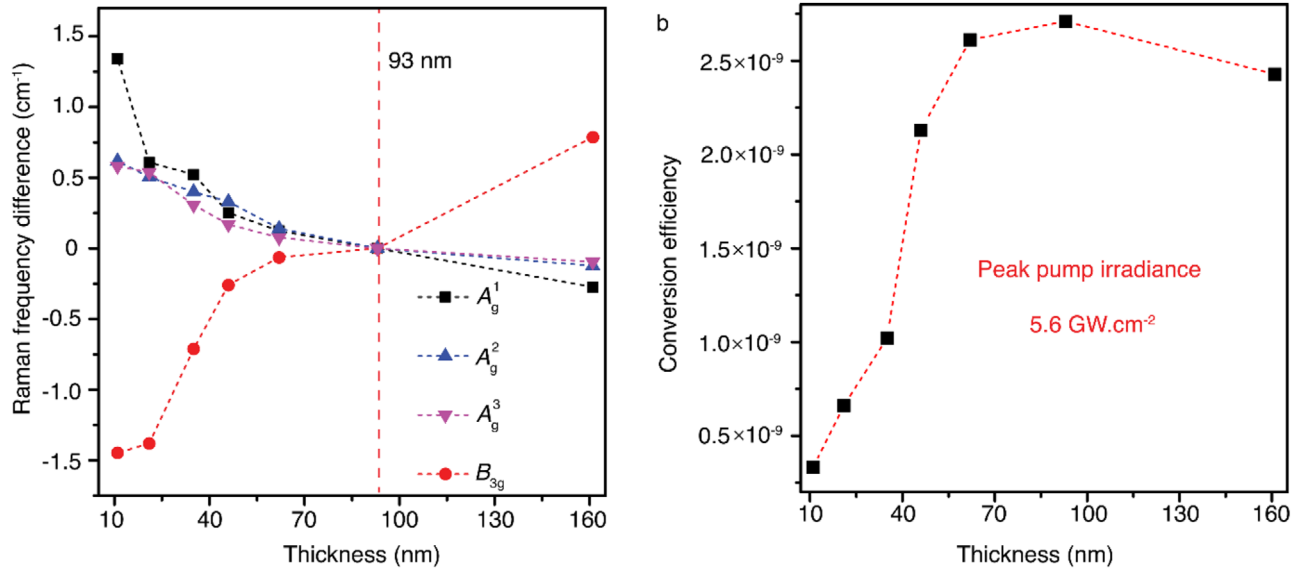 1.5
1.0
0.5
0
-0.5
-1.0
-1.5
Raman frequency difference (cm⁻¹)
93 nm
A¹g
A²g
A³g
B3g
10 40 70 100 130 160
Thickness (nm)
b
2.5×10⁻⁹
2.0×10⁻⁹
1.5×10⁻⁹
1.0×10⁻⁹
0.5×10⁻⁹
Conversion efficiency
Peak pump irradiance
5.6 GW.cm⁻²
10 40 70 100 130 160
Thickness (nm)